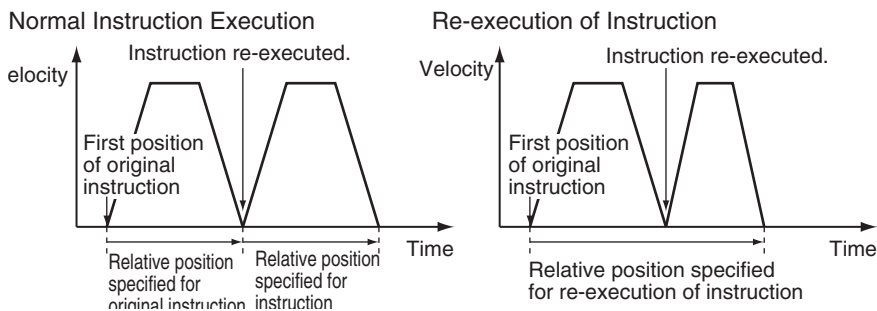 Normal Instruction Execution
Instruction re-executed.
elocity
First position
of original
instruction
Time
Relative position
specified for
original instruction
Relative position
specified for
instruction
Re-execution of Instruction
Instruction re-executed.
Velocity
First position
of original
instruction
Time
Relative position specified
for re-execution of instruction